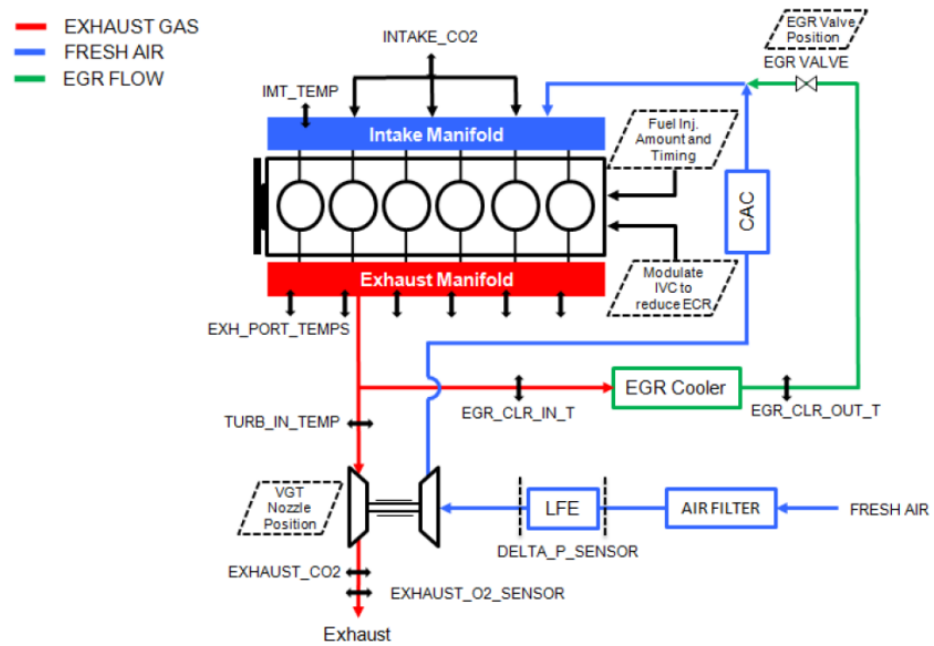 EXHAUST GAS
FRESH AIR
EGR FLOW
INTAKE_CO2
EGR Valve
Position
EGR VALVE
IMT_TEMP
Intake Manifold
Fuel Inj.
Amount and
Timing
CAC
Exhaust Manifold
Modulate
IVC to
reduce ECR
EXH_PORT_TEMPS
EGR Cooler
EGR_CLR_IN_T
EGR_CLR_OUT_T
TURB_IN_TEMP
VGT
Nozzle
Position
LFE
AIR FILTER
FRESH AIR
DELTA_P_SENSOR
EXHAUST_CO2
EXHAUST_O2_SENSOR
Exhaust